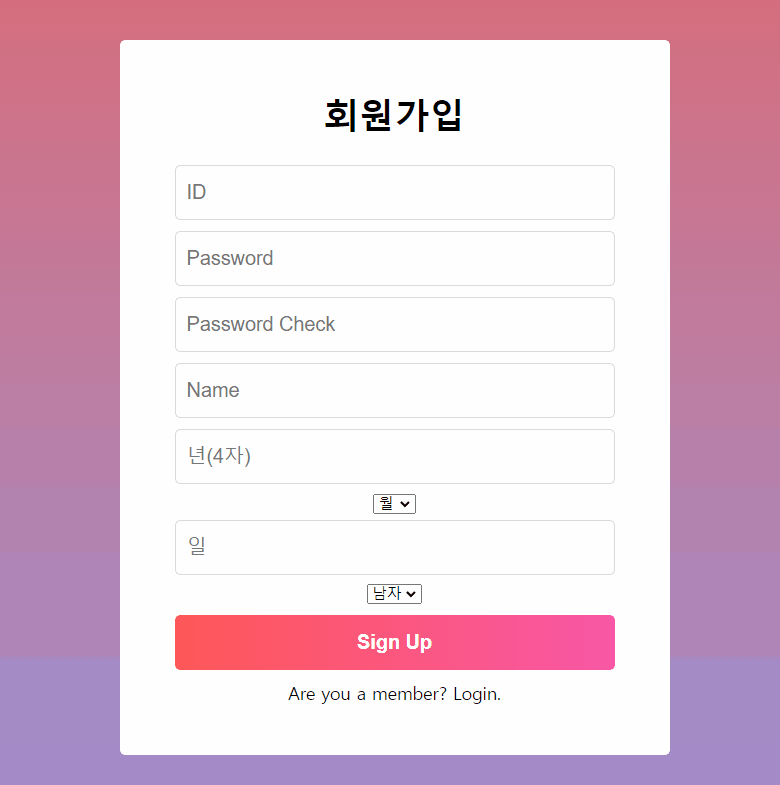 회원가입
ID
Password
Password Check
Name
년(4자)
월
일
남자
Sign Up
Are you a member? Login.